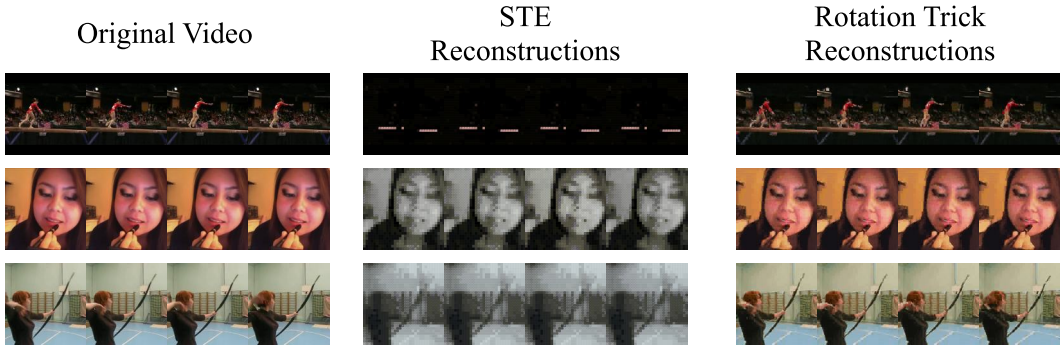 Original Video
STE
Reconstructions
Rotation Trick
Reconstructions